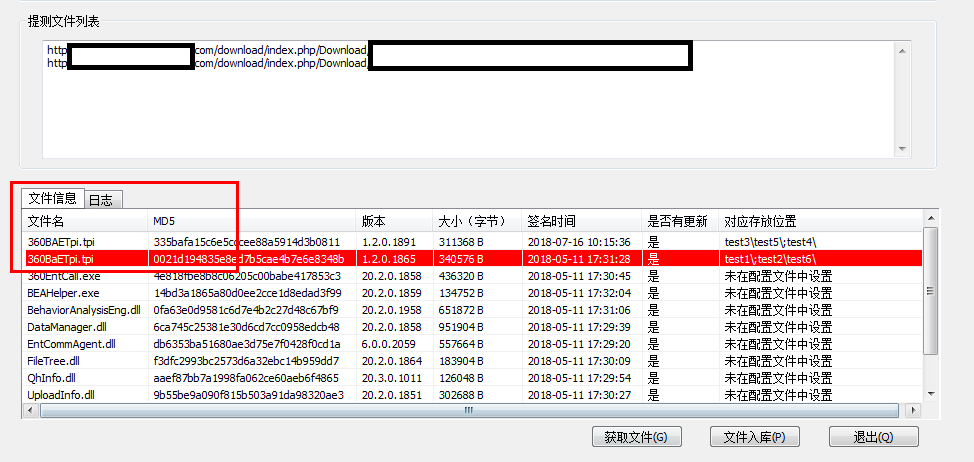 提测文件列表
http com/download/index.php/Download
http com/download/index.php/Download
文件信息 日志
文件名 MD5 版本 大小（字节） 签名时间 是否有更新 对应存放位置
360BAETpi.tpi 335bafa15c6e5 cee88a5914d3b0811 1.2.0.1891 311368 B 2018-07-16 10:15:36 是 test3\test5\;test4\
360BaETpi.tpi 0021d194835e8ed7b5cae4b7e6e8348b 1.2.0.1865 340576 B 2018-05-11 17:31:28 是 test1\;test2\test6\
360EntCall.exe 4e818fbe8b8c06205c00babe417853c3 20.2.0.1858 436320 B 2018-05-11 17:30:45 是 未在配置文件中设置
BEAHelper.exe 14bd3a1865a80d0ee2cce1d8edad3f99 20.2.0.1859 134752 B 2018-05-11 17:32:04 是 未在配置文件中设置
BehaviorAnalysisEng.dll 0fa63e0d9581c6d7e4b2c27d48c67bf9 20.2.0.1958 651872 B 2018-05-11 17:31:06 是 未在配置文件中设置
DataManager.dll 6ca745c25381e30d6cd7cc0958edcb48 20.2.0.1858 951904 B 2018-05-11 17:29:39 是 未在配置文件中设置
EntCommAgent.dll db6353ba51680ae3d75e7f0428f0cd1a 6.0.0.2059 557664 B 2018-05-11 17:29:20 是 未在配置文件中设置
FileTree.dll f3dfc2993bc2573d6a32ebc14b959dd7 20.2.0.1864 183904 B 2018-05-11 17:30:09 是 未在配置文件中设置
QhInfo.dll aaef87bb7a1998fa062ce60aeb6f4865 20.3.0.1011 126048 B 2018-05-11 17:29:54 是 未在配置文件中设置
UploadInfo.dll 9b55be9a090f815b503a91da98320ae3 20.2.0.1851 302688 B 2018-05-11 17:30:27 是 未在配置文件中设置
获取文件(G) 文件入库(P) 退出(Q)